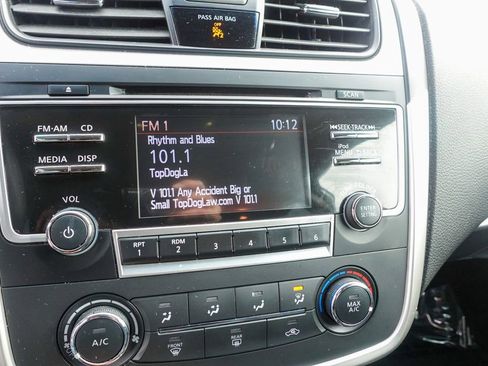 PASS AIR BAG
OFF
SCAN
FM·AM CD
MEDIA DISP
VOL
FM 1 10:12
Rhythm and Blues
101.1
TopDogLa
V 101.1 Any Accident Big or
Small TopDogLaw.com V 101.1
SEEK·TRACK
iPod
MENU
BACK
ENTER
SETTING
RPT
1
RDM
2
3
4
5
6
A/C
FRONT
REAR
MAX
A/C